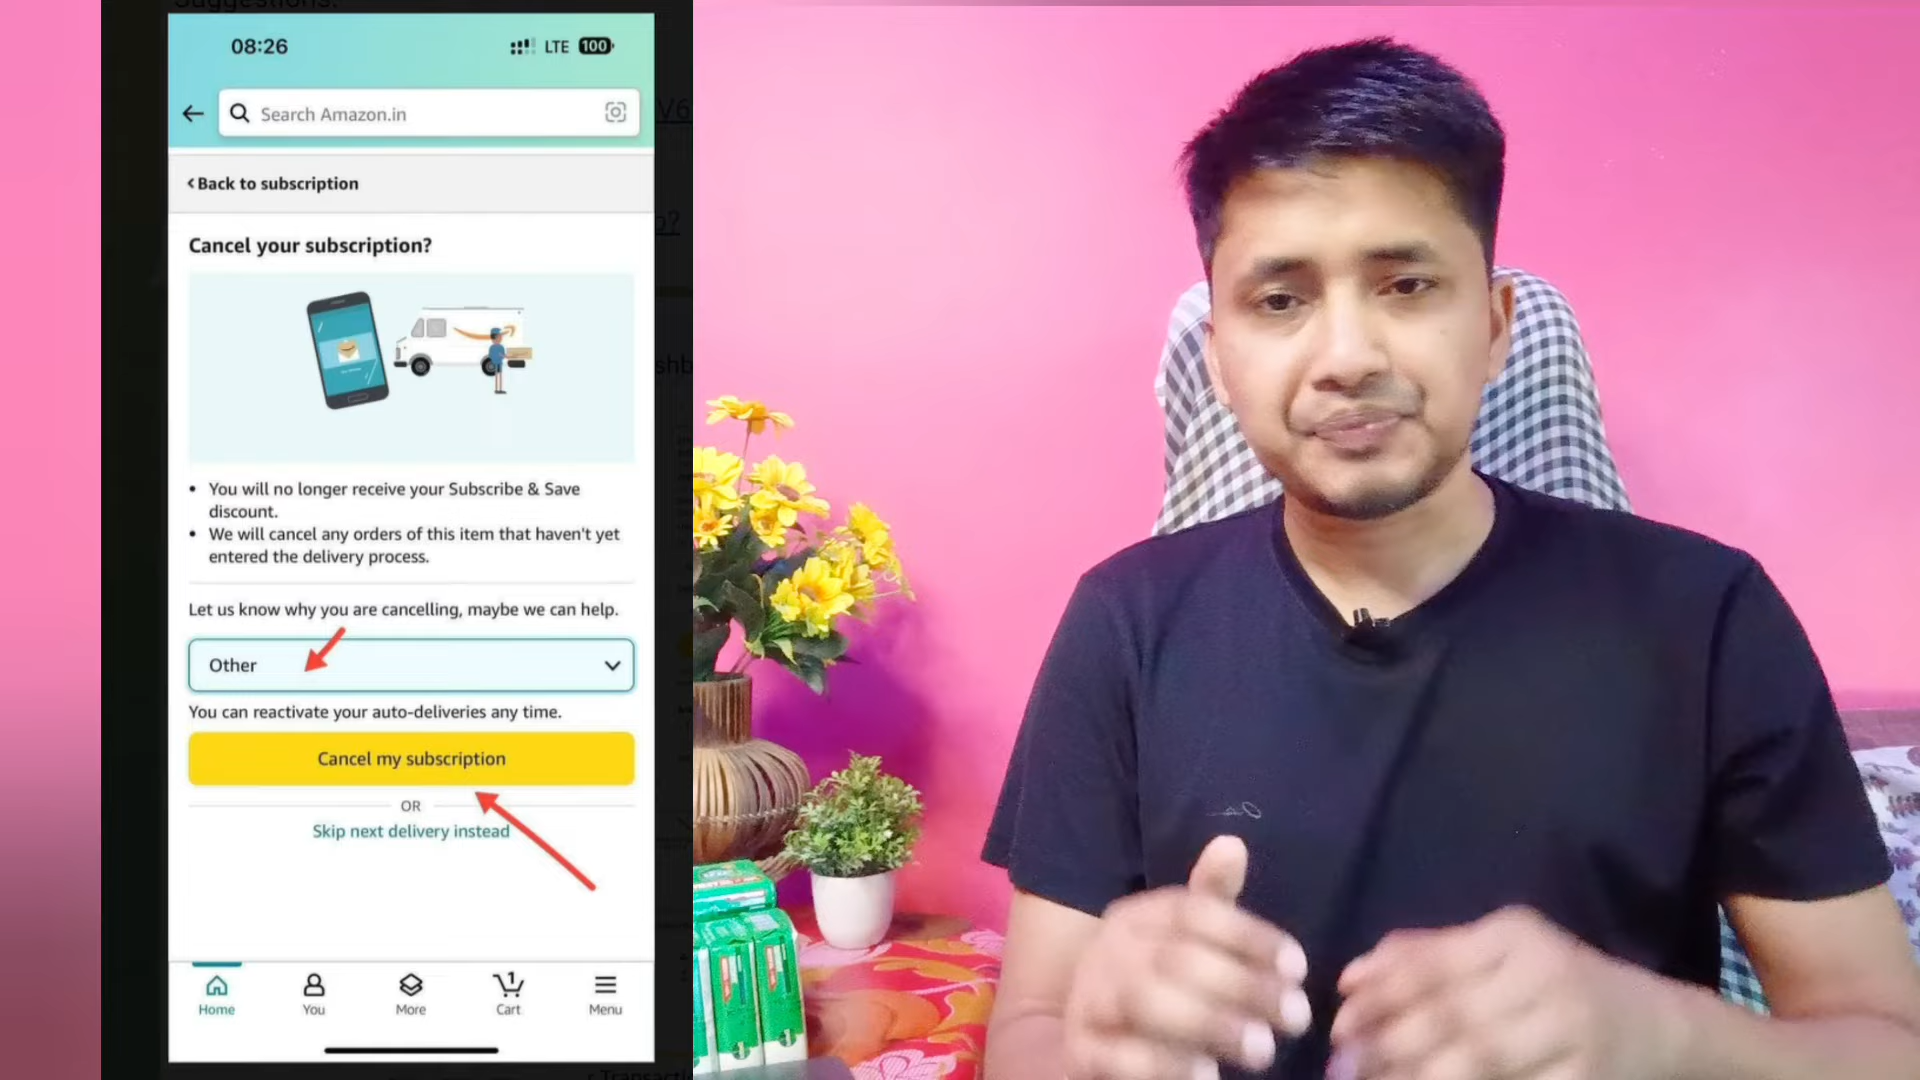 Suggestions:
08:26
LTE 100
Search Amazon.in
V6
Back to subscription
Cancel your subscription?
You will no longer receive your Subscribe & Save
discount.
We will cancel any orders of this item that haven't yet
entered the delivery process.
Let us know why you are cancelling, maybe we can help.
Other
You can reactivate your auto-deliveries any time.
Cancel my subscription
OR
Skip next delivery instead
1
Home You More Cart Menu